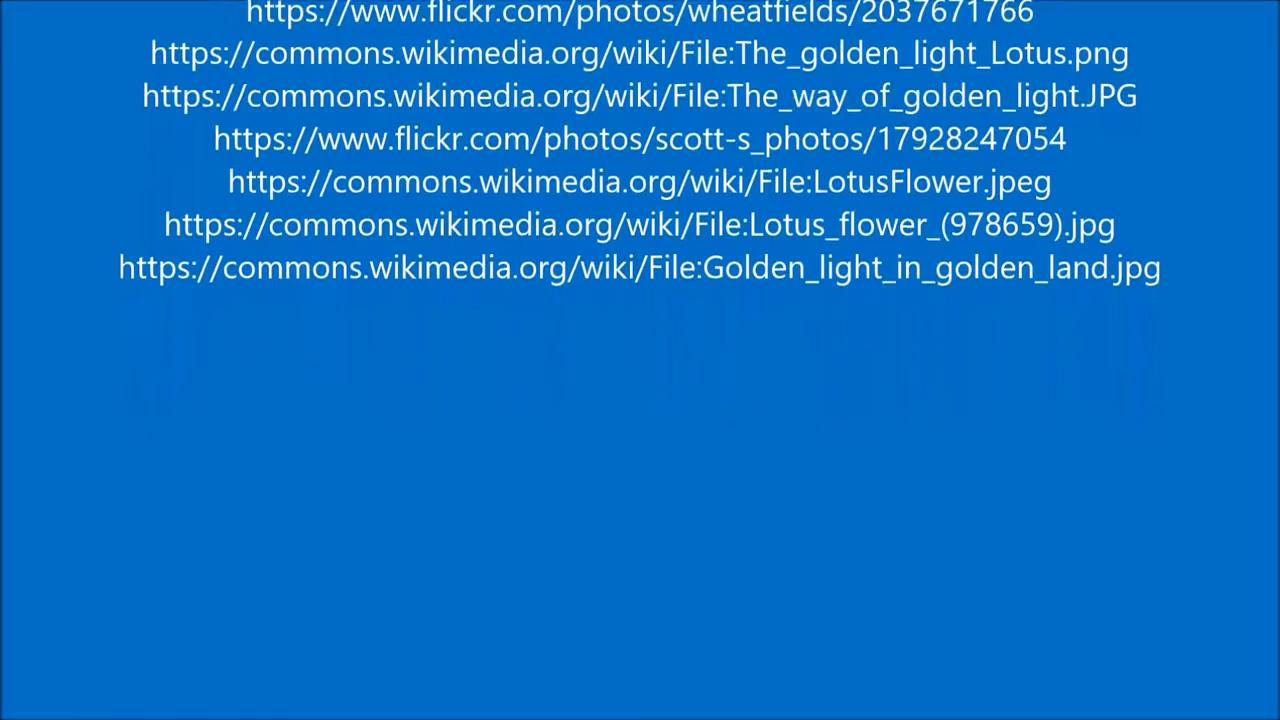 https://www.flickr.com/photos/wheatfields/2037671766
https://commons.wikimedia.org/wiki/File:The_golden_light_Lotus.png
https://commons.wikimedia.org/wiki/File:The_way_of_golden_light.JPG
https://www.flickr.com/photos/scott-s_photos/17928247054
https://commons.wikimedia.org/wiki/File:LotusFlower.jpeg
https://commons.wikimedia.org/wiki/File:Lotus_flower_(978659).jpg
https://commons.wikimedia.org/wiki/File:Golden_light_in_golden_land.jpg